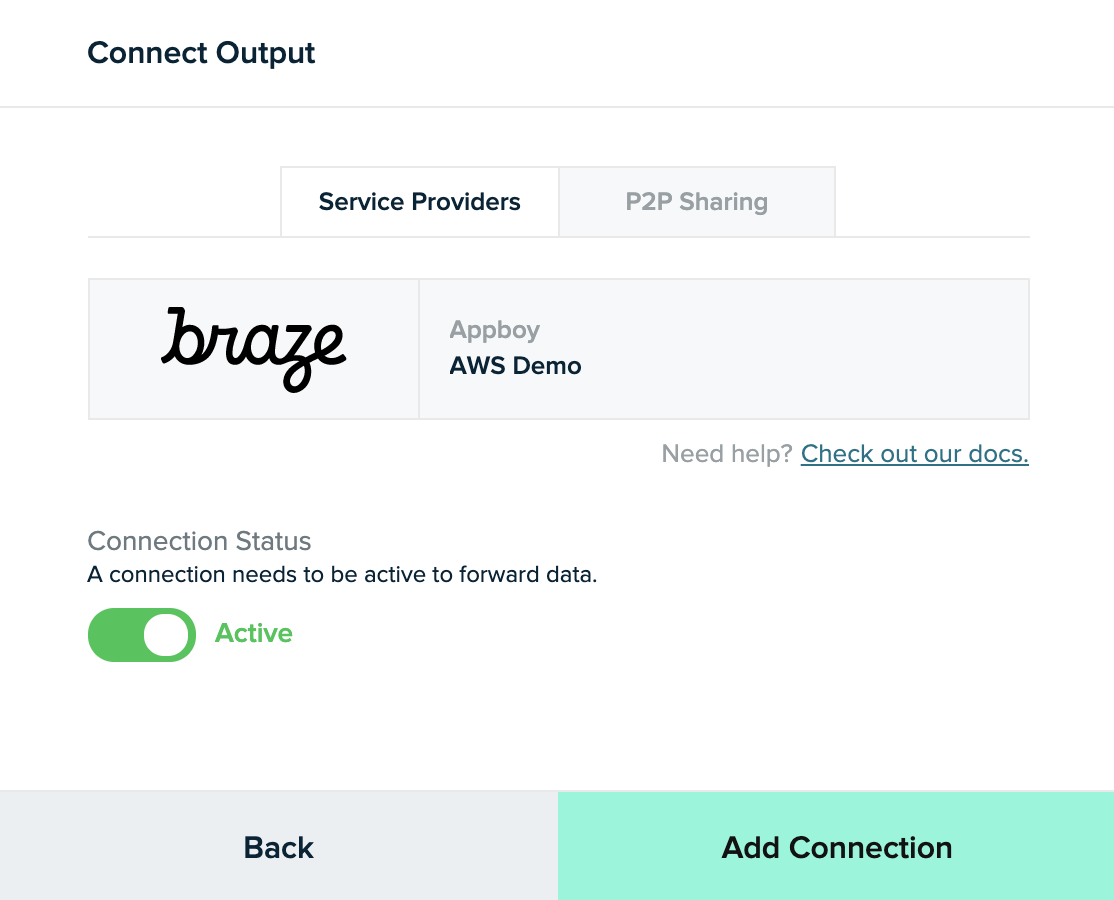 Connect Output
Service Providers
P2P Sharing
braze
Appboy
AWS Demo
Need help? Check out our docs.
Connection Status
A connection needs to be active to forward data.
Active
Back
Add Connection